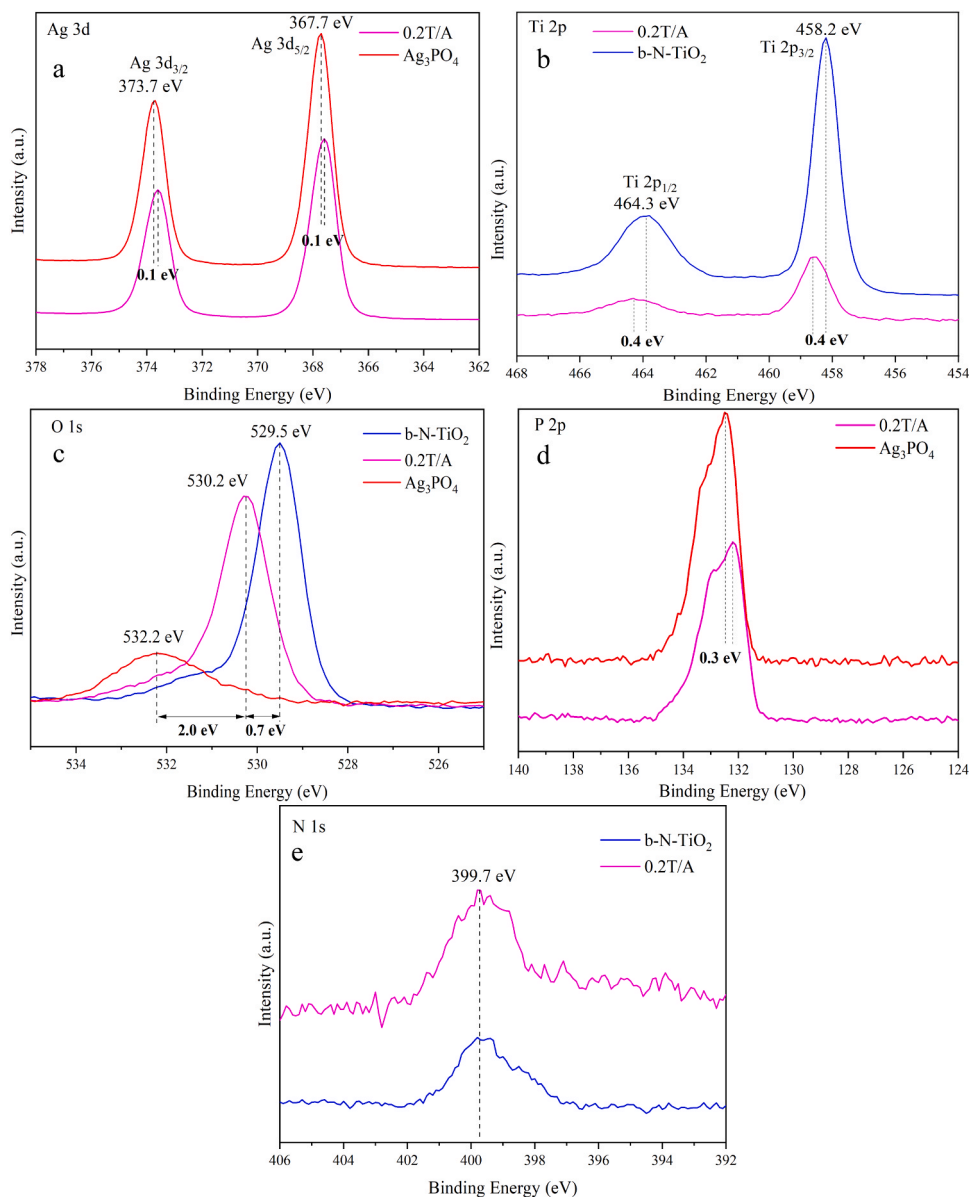 Ag 3d
a
0.2T/A
Ag₃PO₄
367.7 eV
Ag 3d₅/₂
Ag 3d₃/₂
373.7 eV
0.1 eV
0.1 eV
Intensity (a.u.)
378 376 374 372 370 368 366 364 362
Binding Energy (eV)
Ti 2p
b
0.2T/A
b-N-TiO₂
458.2 eV
Ti 2p₃/₂
Ti 2p₁/₂
464.3 eV
0.4 eV
0.4 eV
Intensity (a.u.)
468 466 464 462 460 458 456 454
Binding Energy (eV)
O 1s
c
529.5 eV
b-N-TiO₂
0.2T/A
Ag₃PO₄
530.2 eV
532.2 eV
2.0 eV
0.7 eV
Intensity (a.u.)
534 532 530 528 526
Binding Energy (eV)
P 2p
d
0.2T/A
Ag₃PO₄
0.3 eV
Intensity (a.u.)
140 138 136 134 132 130 128 126 124
Binding Energy (eV)
N 1s
e
b-N-TiO₂
0.2T/A
399.7 eV
Intensity (a.u.)
406 404 402 400 398 396 394 392
Binding Energy (eV)